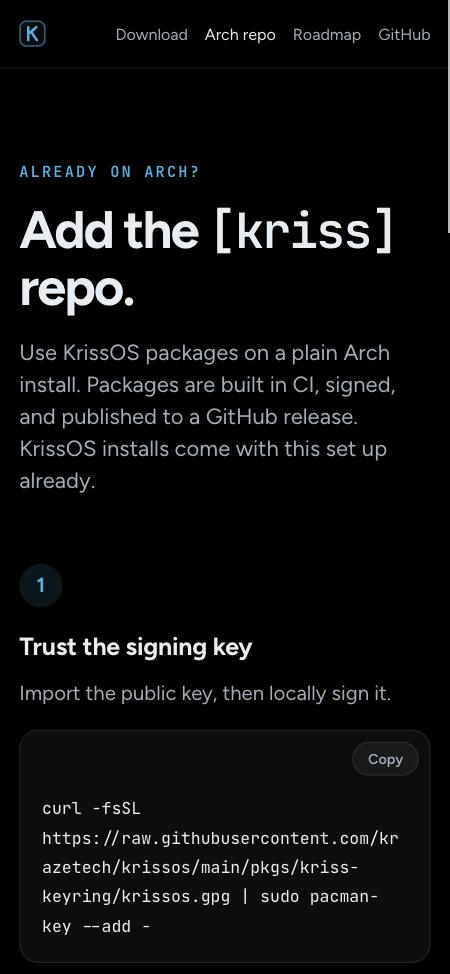 K
Download Arch repo Roadmap GitHub
ALREADY ON ARCH?
Add the [kriss]
repo.
Use KrissOS packages on a plain Arch
install. Packages are built in CI, signed,
and published to a GitHub release.
KrissOS installs come with this set up
already.
1
Trust the signing key
Import the public key, then locally sign it.
Copy
curl -fsSL
https://raw.githubusercontent.com/kr
azetech/krissos/main/pkgs/kriss-
keyring/krissos.gpg | sudo pacman-
key --add -